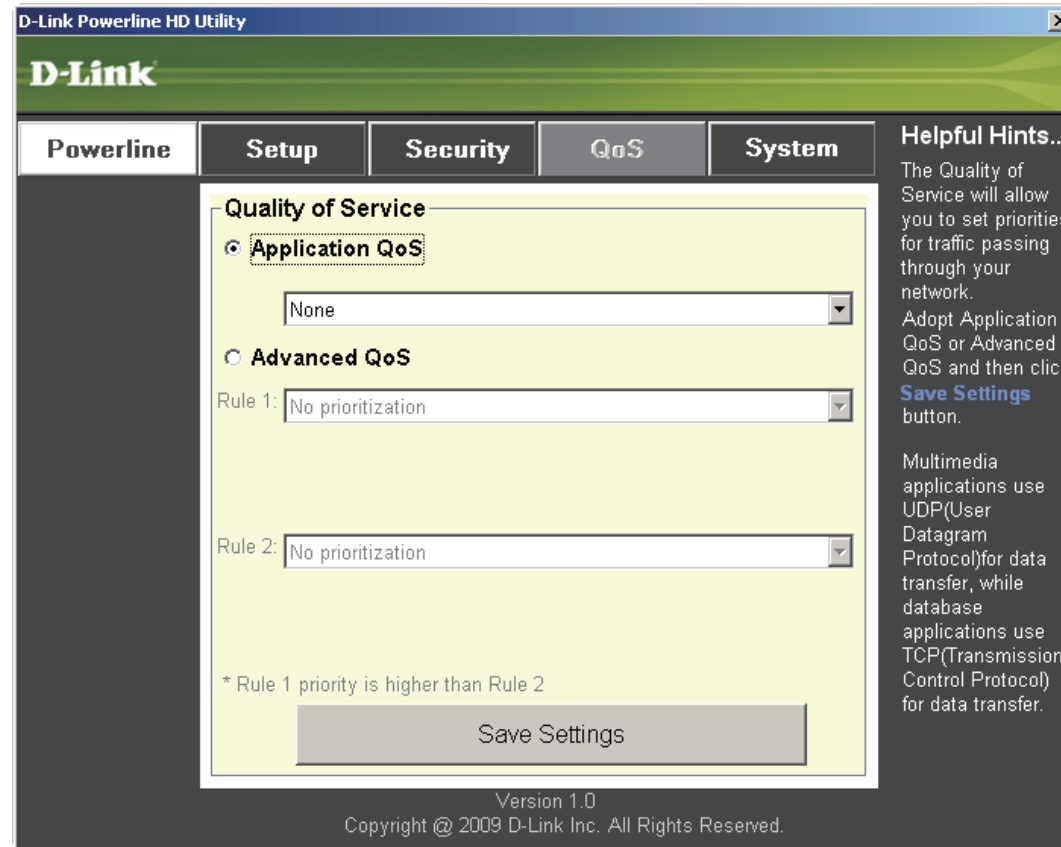 D-Link Powerline HD Utility
D-Link
Powerline
Setup
Security
QoS
System
Quality of Service
Application QoS
None
Advanced QoS
Rule 1: No prioritization
Rule 2: No prioritization
* Rule 1 priority is higher than Rule 2
Save Settings
Helpful Hints..
The Quality of
Service will allow
you to set priorities
for traffic passing
through your
network.
Adopt Application
QoS or Advanced
QoS and then clic
Save Settings
button.
Multimedia
applications use
UDP(User
Datagram
Protocol)for data
transfer, while
database
applications use
TCP(Transmission
Control Protocol)
for data transfer.
Version 1.0
Copyright @ 2009 D-Link Inc. All Rights Reserved.